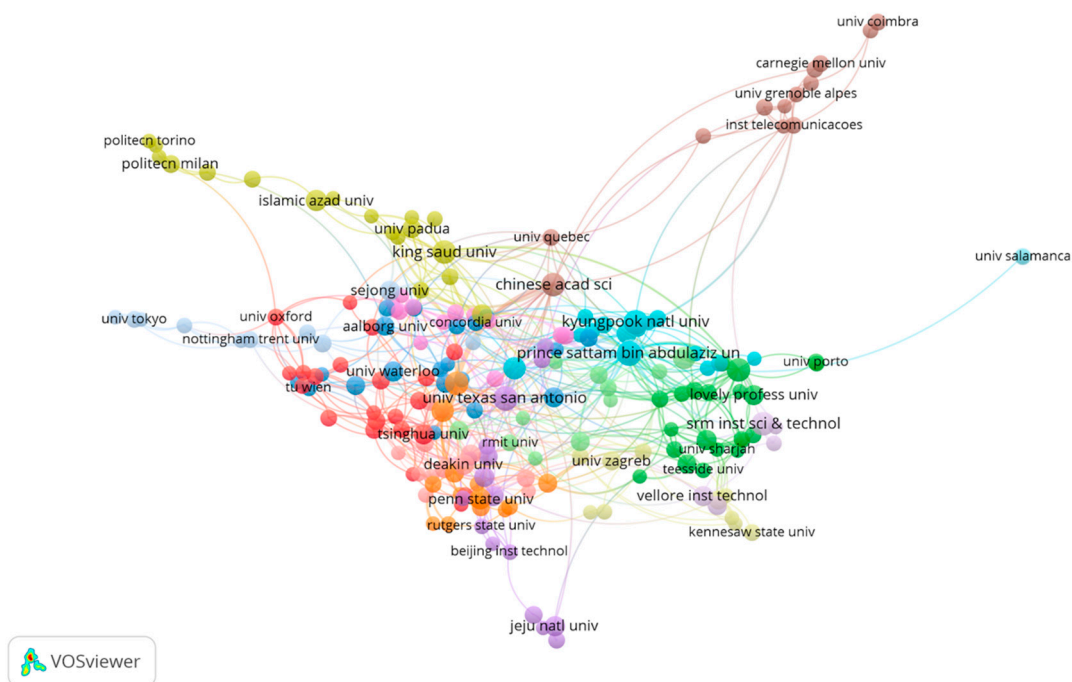 univ coimbra
carnegie mellon univ
univ grenoble alpes
inst telecomunicacoes
politecn torino
politecn milan
islamic azad univ
univ padua
univ quebec
king saud univ
univ salamanca
chinese acad sci
sejong univ
univ tokyo
univ oxford
aalborg univ
concordia univ
kyungpook natl univ
nottingham trent univ
prince sattam bin abdulaziz un
univ porto
univ waterloo
tu wien
univ texas san antonio
lovely profess univ
srm inst sci & technol
tsinghua univ
rmit univ
univ sharjah
deakin univ
univ zagreb
teesside univ
penn state univ
vellore inst technol
rutgers state univ
kennesaw state univ
beijing inst technol
jeju natl univ
VOSviewer